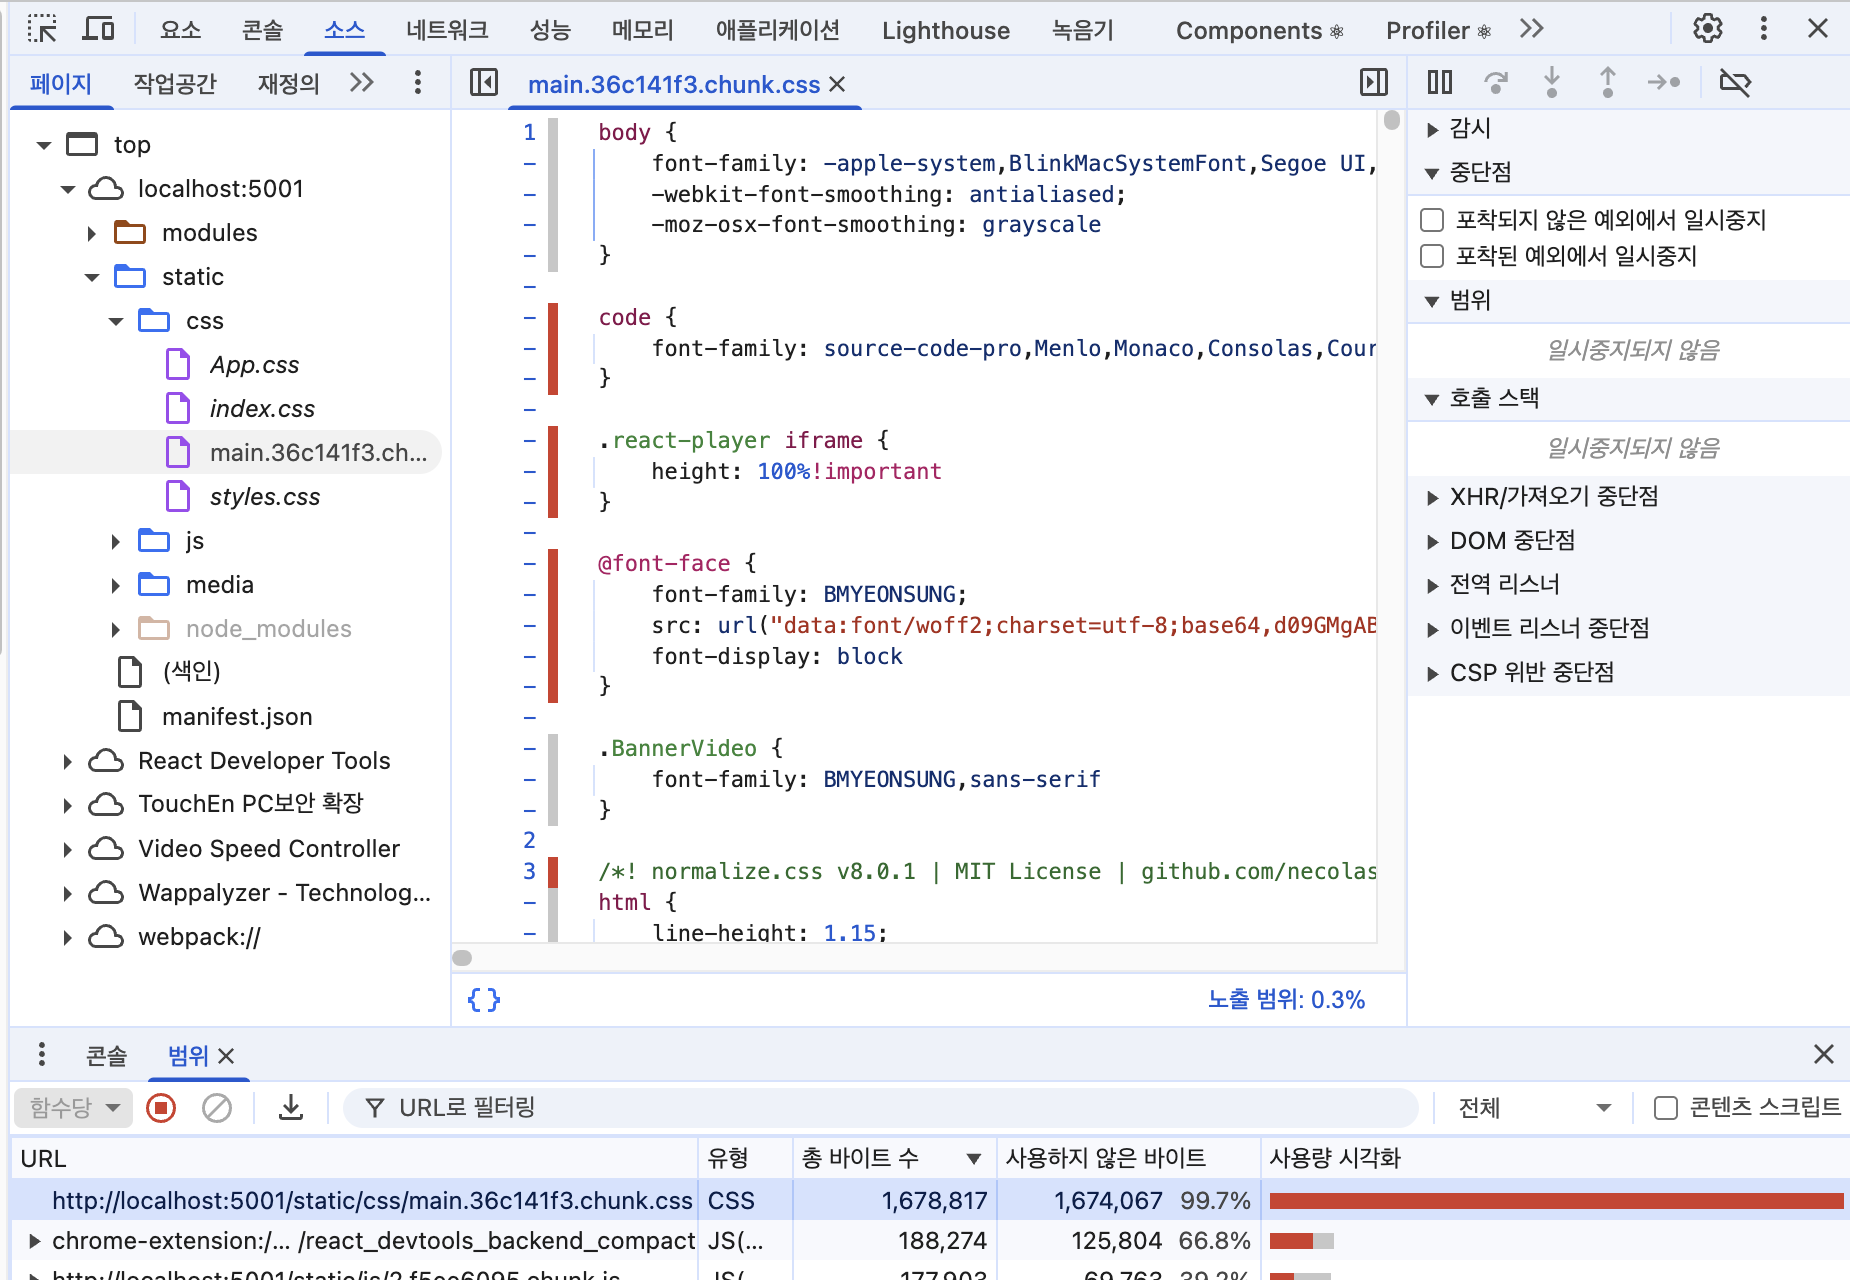 요소 콘솔 소스 네트워크 성능 메모리 애플리케이션 Lighthouse 녹음기 Components ⚛ Profiler ⚛
페이지 작업공간 재정의
main.36c141f3.chunk.css
top
localhost:5001
modules
static
css
App.css
index.css
main.36c141f3.ch...
styles.css
js
media
node_modules
(색인)
manifest.json
React Developer Tools
TouchEn PC보안 확장
Video Speed Controller
Wappalyzer - Technolog...
webpack://
1 body {
- font-family: -apple-system,BlinkMacSystemFont,Segoe UI,
- -webkit-font-smoothing: antialiased;
- -moz-osx-font-smoothing: grayscale
- }
-
- code {
- font-family: source-code-pro,Menlo,Monaco,Consolas,Cour
- }
-
- .react-player iframe {
- height: 100%!important
- }
-
- @font-face {
- font-family: BMYEONSUNG;
- src: url("data:font/woff2;charset=utf-8;base64,d09GMgAB
- font-display: block
- }
-
- .BannerVideo {
- font-family: BMYEONSUNG,sans-serif
- }
2
3 /*! normalize.css v8.0.1 | MIT License | github.com/necolas
- html {
- line-height: 1.15;
{ } 노출 범위: 0.3%
감시
중단점
포착되지 않은 예외에서 일시중지
포착된 예외에서 일시중지
범위
일시중지되지 않음
호출 스택
일시중지되지 않음
XHR/가져오기 중단점
DOM 중단점
전역 리스너
이벤트 리스너 중단점
CSP 위반 중단점
콘솔 범위
함수당 URL로 필터링 전체 콘텐츠 스크립트
URL 유형 총 바이트 수 사용하지 않은 바이트 사용량 시각화
http://localhost:5001/static/css/main.36c141f3.chunk.css CSS 1,678,817 1,674,067 99.7%
chrome-extension:/... /react_devtools_backend_compact JS(... 188,274 125,804 66.8%
http://localhost:5001/static/js/2.f5ee6095.chunk.js JS(... 177,903 69,763 39.2%